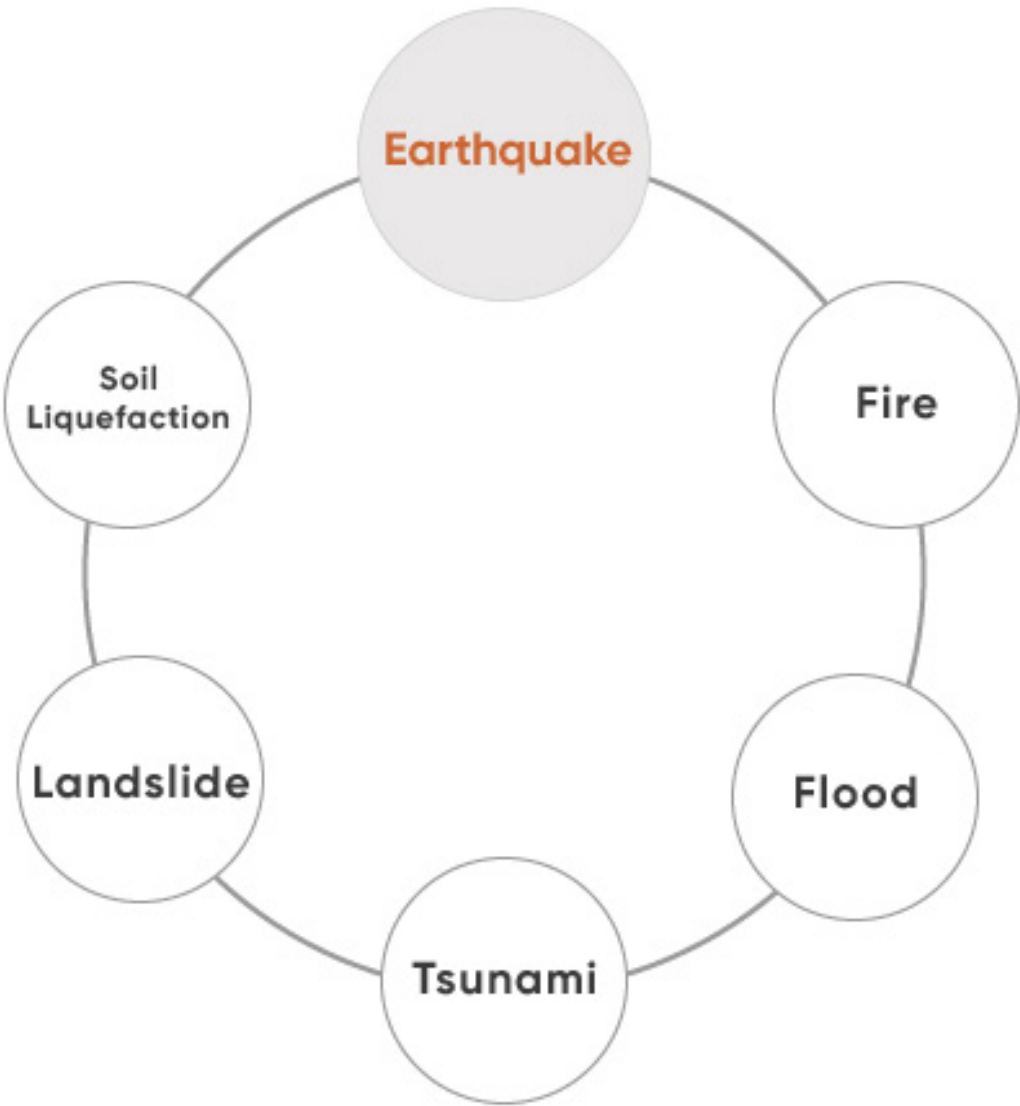 Earthquake
Fire
Flood
Tsunami
Landslide
Soil
Liquefaction